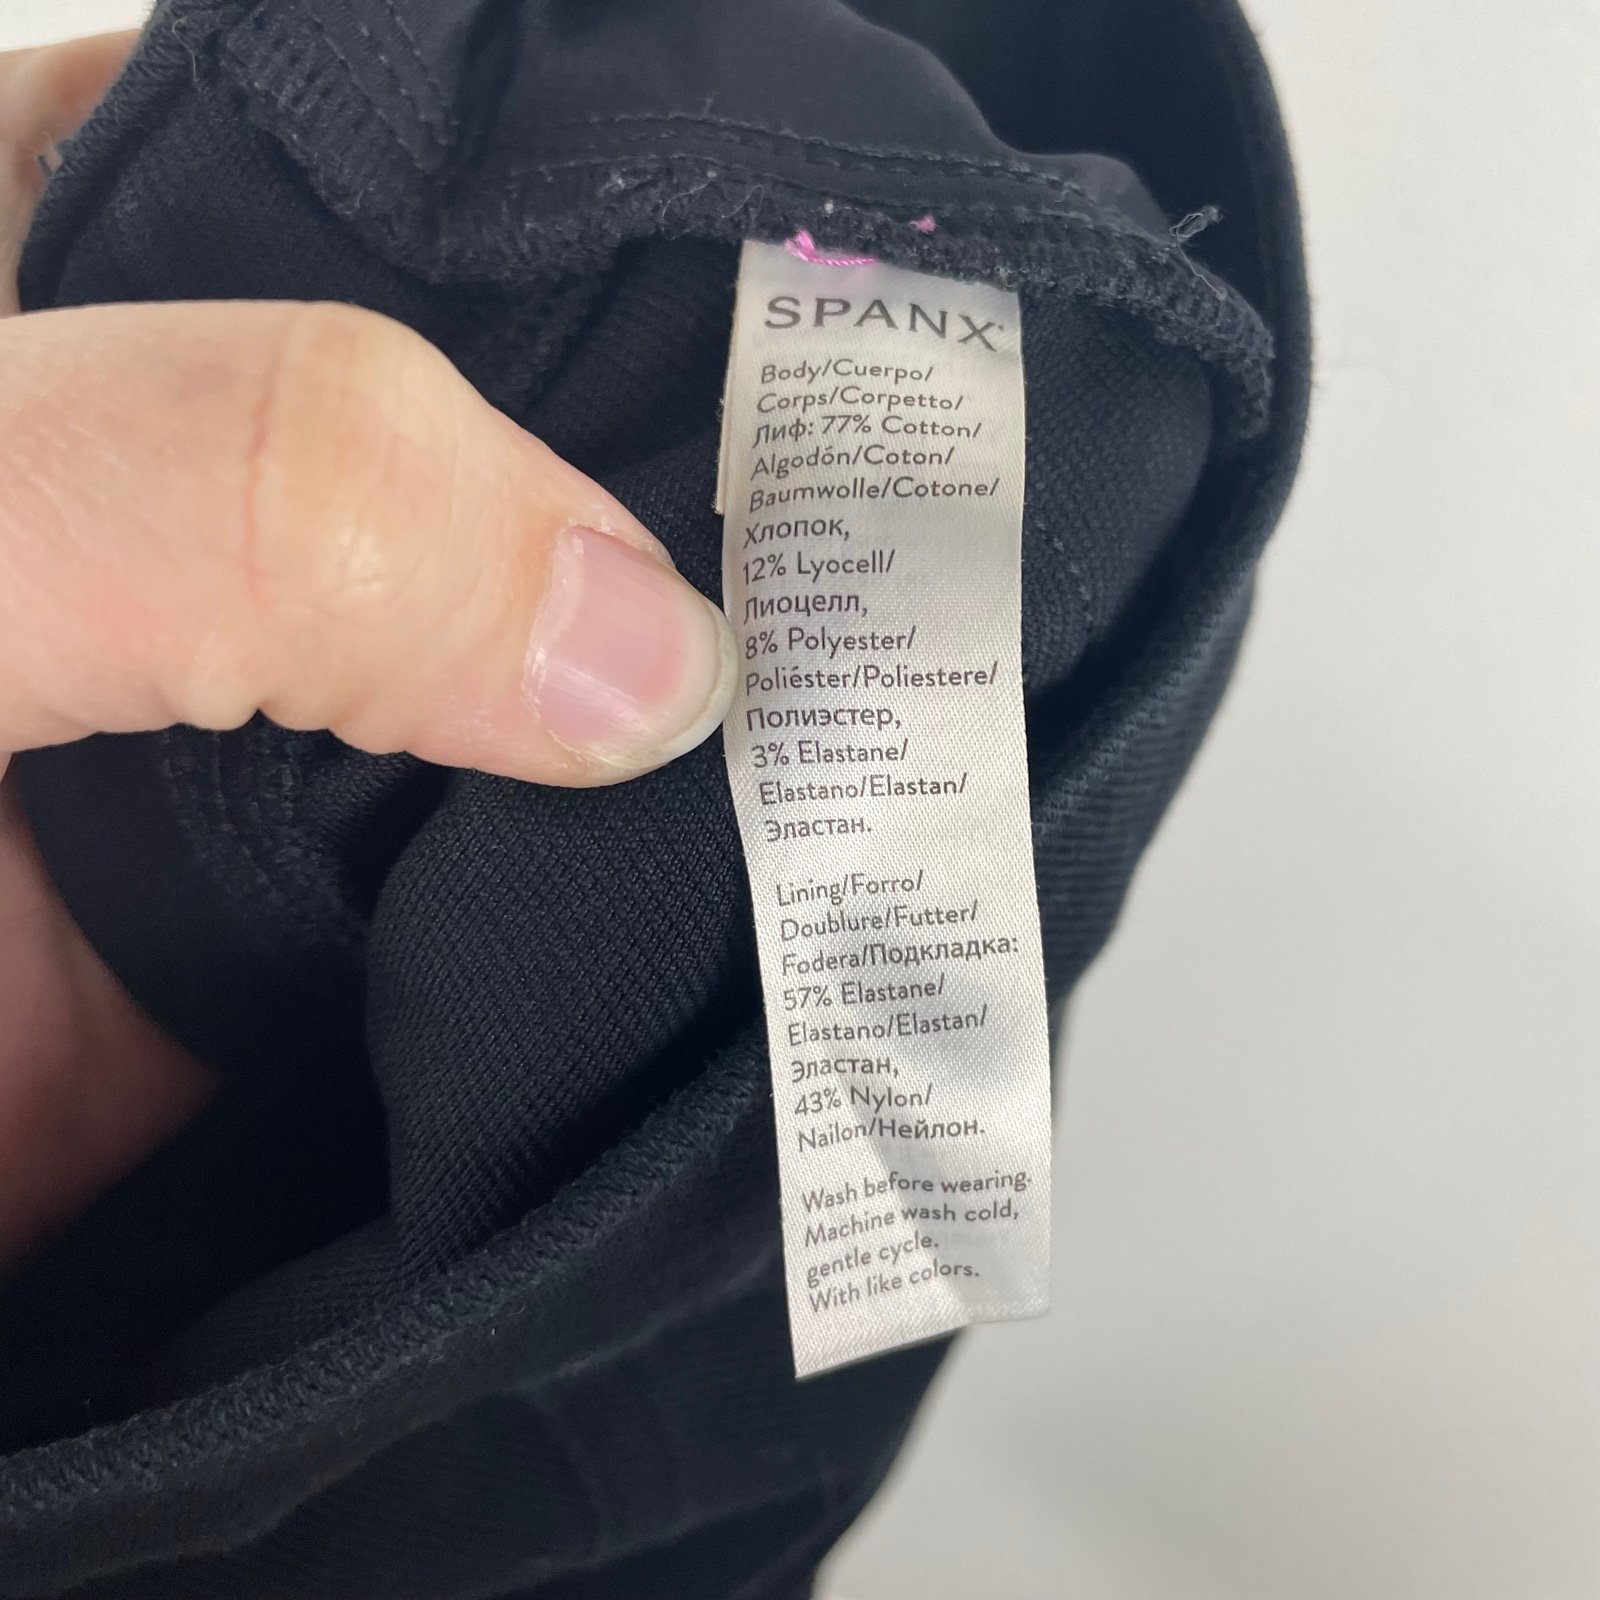 SPANX
Body/Cuerpo/
Corps/Corpetto/
Лиф: 77% Cotton/
Algodón/Coton/
Baumwolle/Cotone/
Хлопок,
12% Lyocell/
Лиоцелл,
8% Polyester/
Poliéster/Poliestere/
Полиэстер,
3% Elastane/
Elastano/Elastan/
Эластан.
Lining/Forro/
Doublure/Futter/
Fodera/Подкладка:
57% Elastane/
Elastano/Elastan/
Эластан,
43% Nylon/
Nailon/Нейлон.
Wash before wearing.
Machine wash cold,
gentle cycle.
With like colors.